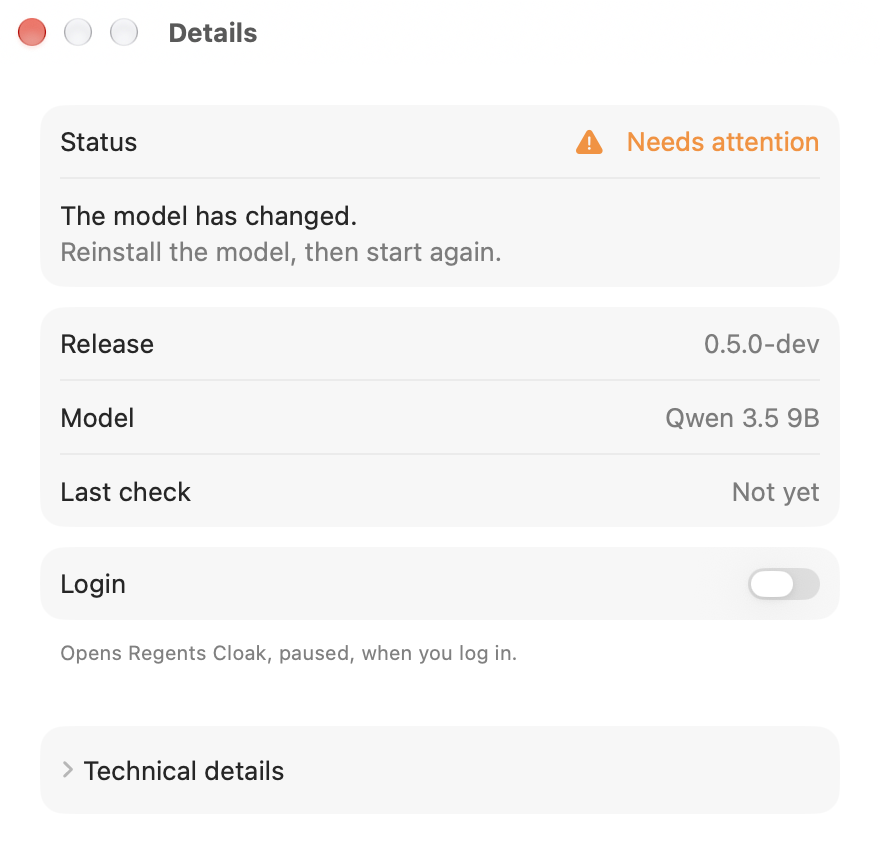 Details
Status
Needs attention
The model has changed.
Reinstall the model, then start again.
Release
0.5.0-dev
Model
Qwen 3.5 9B
Last check
Not yet
Login
Opens Regents Cloak, paused, when you log in.
Technical details